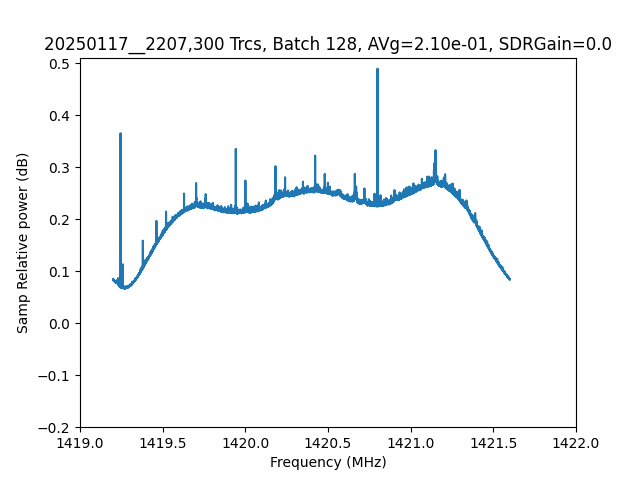 20250117__2207,300 Trcs, Batch 128, AVg=2.10e-01, SDRGain=0.0
Samp Relative power (dB)
0.5
0.4
0.3
0.2
0.1
0.0
−0.1
−0.2
1419.0 1419.5 1420.0 1420.5 1421.0 1421.5 1422.0
Frequency (MHz)